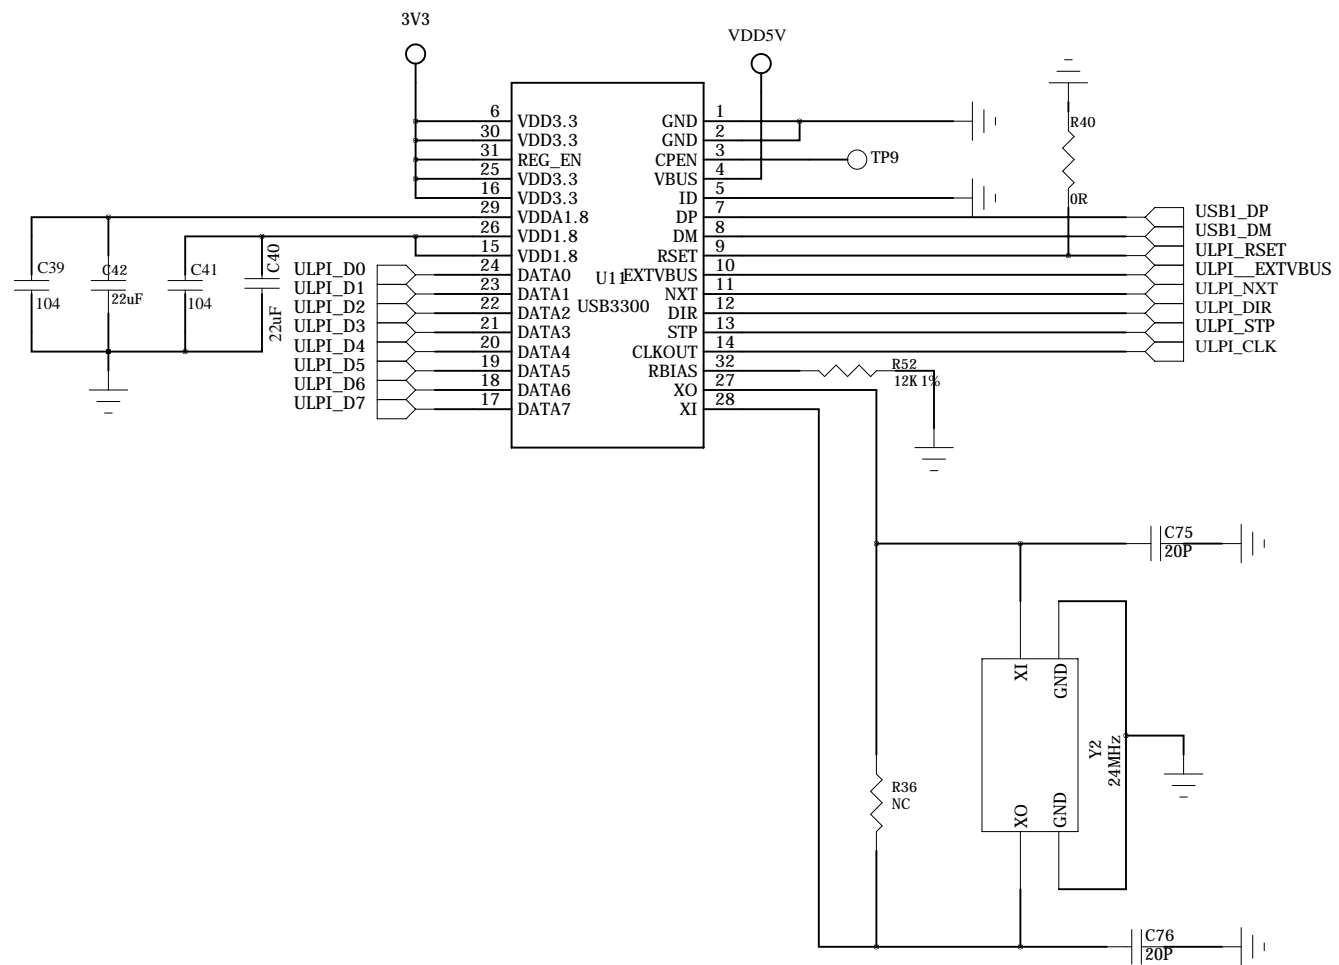 3V3
VDD5V
6 VDD3.3 GND 1
30 VDD3.3 GND 2
31 REG_EN CPEN 3 TP9
25 VDD3.3 VBUS 4
16 VDD3.3 ID 5
29 VDDA1.8 DP 7 USB1_DP
26 VDD1.8 DM 8 USB1_DM
15 VDD1.8 RSET 9 ULPI_RSET
ULPI_D0 24 DATA0 EXTVBUS 10 ULPI__EXTVBUS
ULPI_D1 23 DATA1 NXT 11 ULPI_NXT
ULPI_D2 22 DATA2 DIR 12 ULPI_DIR
ULPI_D3 21 DATA3 STP 13 ULPI_STP
ULPI_D4 20 DATA4 CLKOUT 14 ULPI_CLK
ULPI_D5 19 DATA5 RBIAS 32
ULPI_D6 18 DATA6 XO 27
ULPI_D7 17 DATA7 XI 28
U11
USB3300
R40
0R
C39
104
C42
22uF
C41
104
C40
22uF
R52
12K 1%
C75
20P
XI
GND
Y2
24MHz
XO
GND
R36
NC
C76
20P